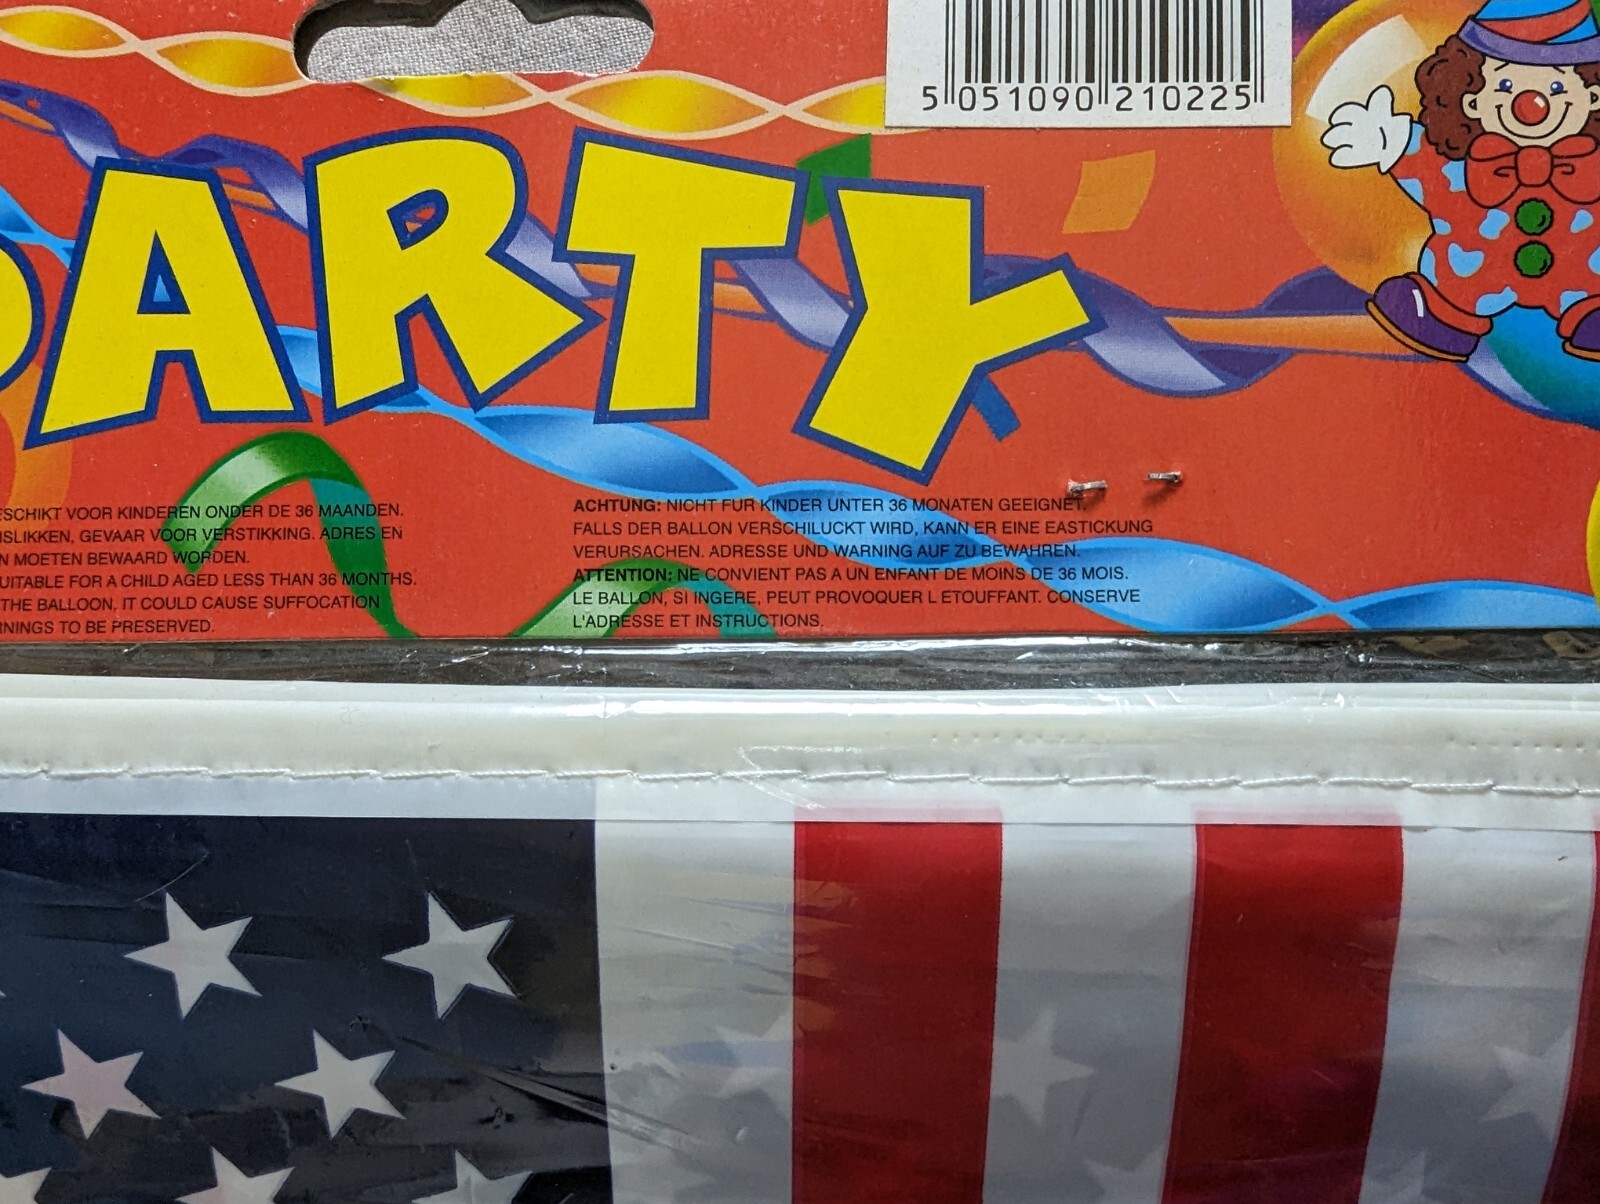 5 051090 210225
PARTY
ESCHIKT VOOR KINDEREN ONDER DE 36 MAANDEN.
NSLIKKEN, GEVAAR VOOR VERSTIKKING. ADRES EN
N MOETEN BEWAARD WORDEN.
UITABLE FOR A CHILD AGED LESS THAN 36 MONTHS.
THE BALLOON, IT COULD CAUSE SUFFOCATION
RNINGS TO BE PRESERVED.
ACHTUNG: NICHT FUR KINDER UNTER 36 MONATEN GEEIGNET.
FALLS DER BALLON VERSCHILUCKT WIRD, KANN ER EINE EASTICKUNG
VERURSACHEN. ADRESSE UND WARNING AUF ZU BEWAHREN.
ATTENTION: NE CONVIENT PAS A UN ENFANT DE MOINS DE 36 MOIS.
LE BALLON, SI INGERE, PEUT PROVOQUER L ETOUFFANT. CONSERVE
L'ADRESSE ET INSTRUCTIONS.